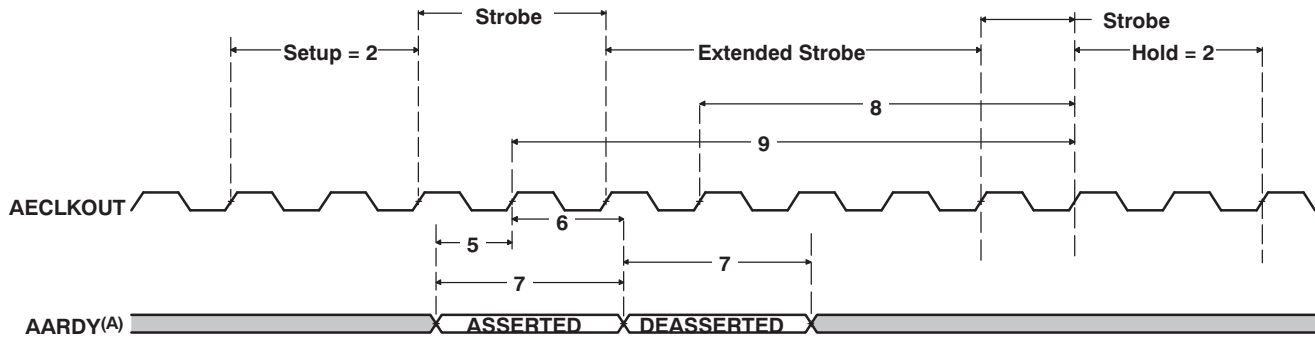 Strobe
Strobe
Setup = 2
Extended Strobe
Hold = 2
8
9
AECLKOUT
6
5
7
7
AARDY(A)
ASSERTED
DEASSERTED